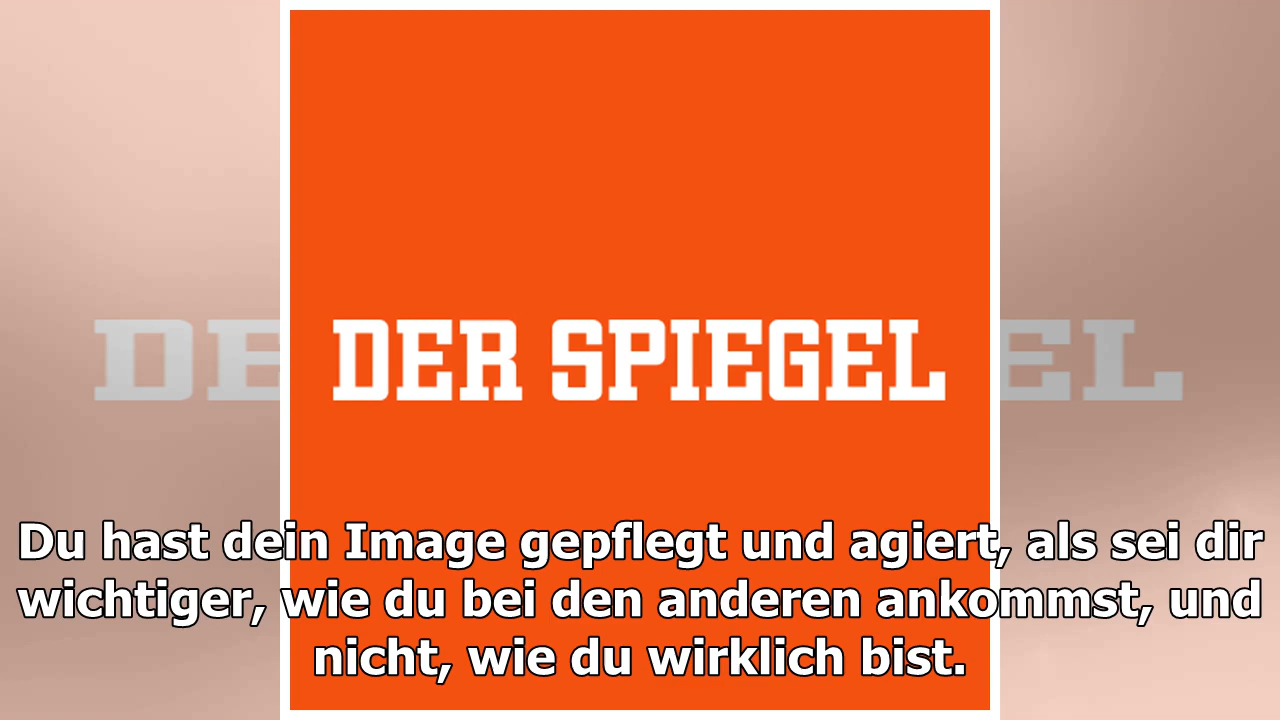 DER SPIEGEL
Du hast dein Image gepflegt und agiert, als sei dir
wichtiger, wie du bei den anderen ankommst, und
nicht, wie du wirklich bist.